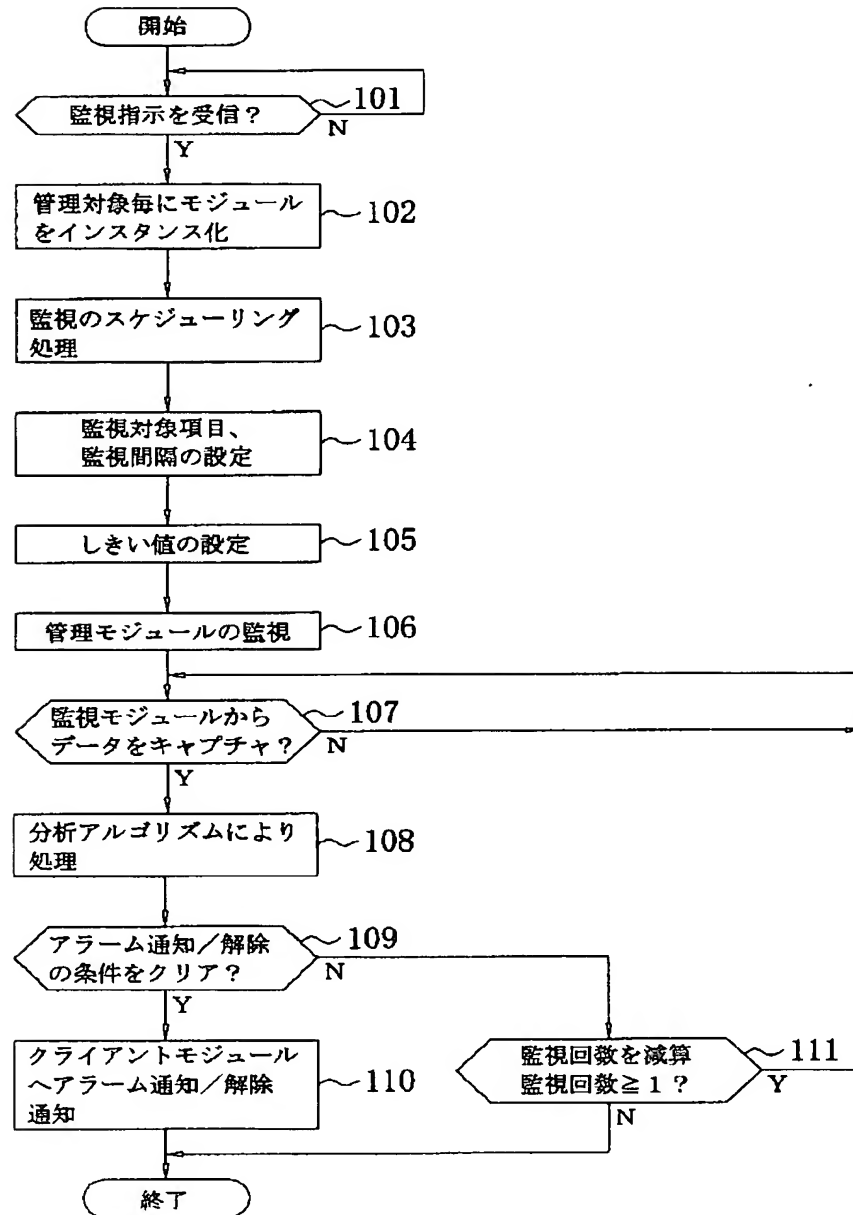 開始
監視指示を受信？
101
N
Y
管理対象毎にモジュール
をインスタンス化
102
監視のスケジューリング
処理
103
監視対象項目、
監視間隔の設定
104
しきい値の設定
105
管理モジュールの監視
106
監視モジュールから
データをキャプチャ？
107
N
Y
分析アルゴリズムにより
処理
108
アラーム通知／解除
の条件をクリア？
109
N
Y
クライアントモジュール
へアラーム通知／解除
通知
110
監視回数を減算
監視回数≧１？
111
Y
N
終了